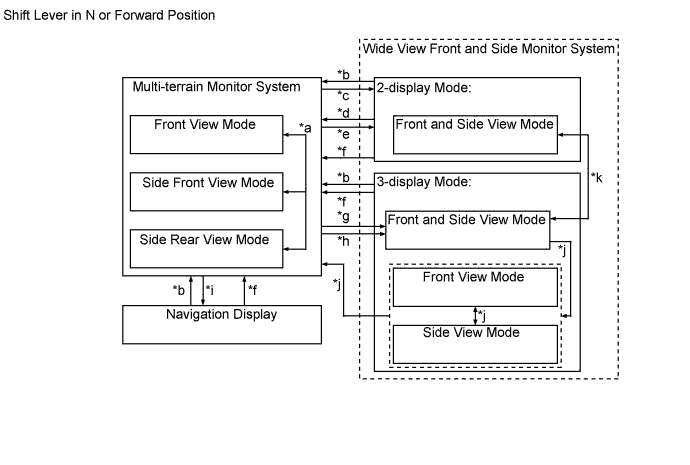 Shift Lever in N or Forward Position
Wide View Front and Side Monitor System
Multi-terrain Monitor System
*b
*c
2-display Mode:
Front View Mode
*a
*d
*e
Front and Side View Mode
*f
Side Front View Mode
*b
*f
3-display Mode:
*k
Side Rear View Mode
*g
*h
Front and Side View Mode
*j
*j
Front View Mode
*b
*i
*f
*j
Navigation Display
Side View Mode